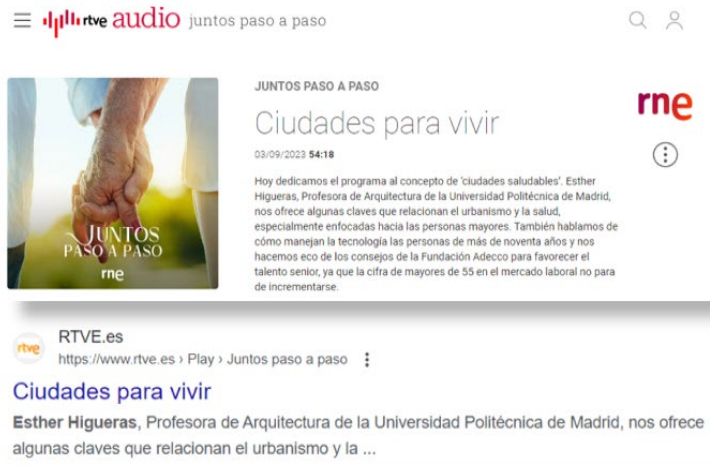 rtve audio juntos paso a paso
JUNTOS PASO A PASO
Ciudades para vivir
rne
03/09/2023 54:18
Hoy dedicamos el programa al concepto de 'ciudades saludables'. Esther
Higueras, Profesora de Arquitectura de la Universidad Politécnica de Madrid,
nos ofrece algunas claves que relacionan el urbanismo y la salud,
especialmente enfocadas hacia las personas mayores. También hablamos de
cómo manejan la tecnología las personas de más de noventa años y nos
hacemos eco de los consejos de la Fundación Adecco para favorecer el
talento senior, ya que la cifra de mayores de 55 en el mercado laboral no para
de incrementarse.
JUNTOS
PASO A PASO
rne
rtve
RTVE.es
https://www.rtve.es › Play › Juntos paso a paso
Ciudades para vivir
Esther Higueras, Profesora de Arquitectura de la Universidad Politécnica de Madrid, nos ofrece
algunas claves que relacionan el urbanismo y la ...